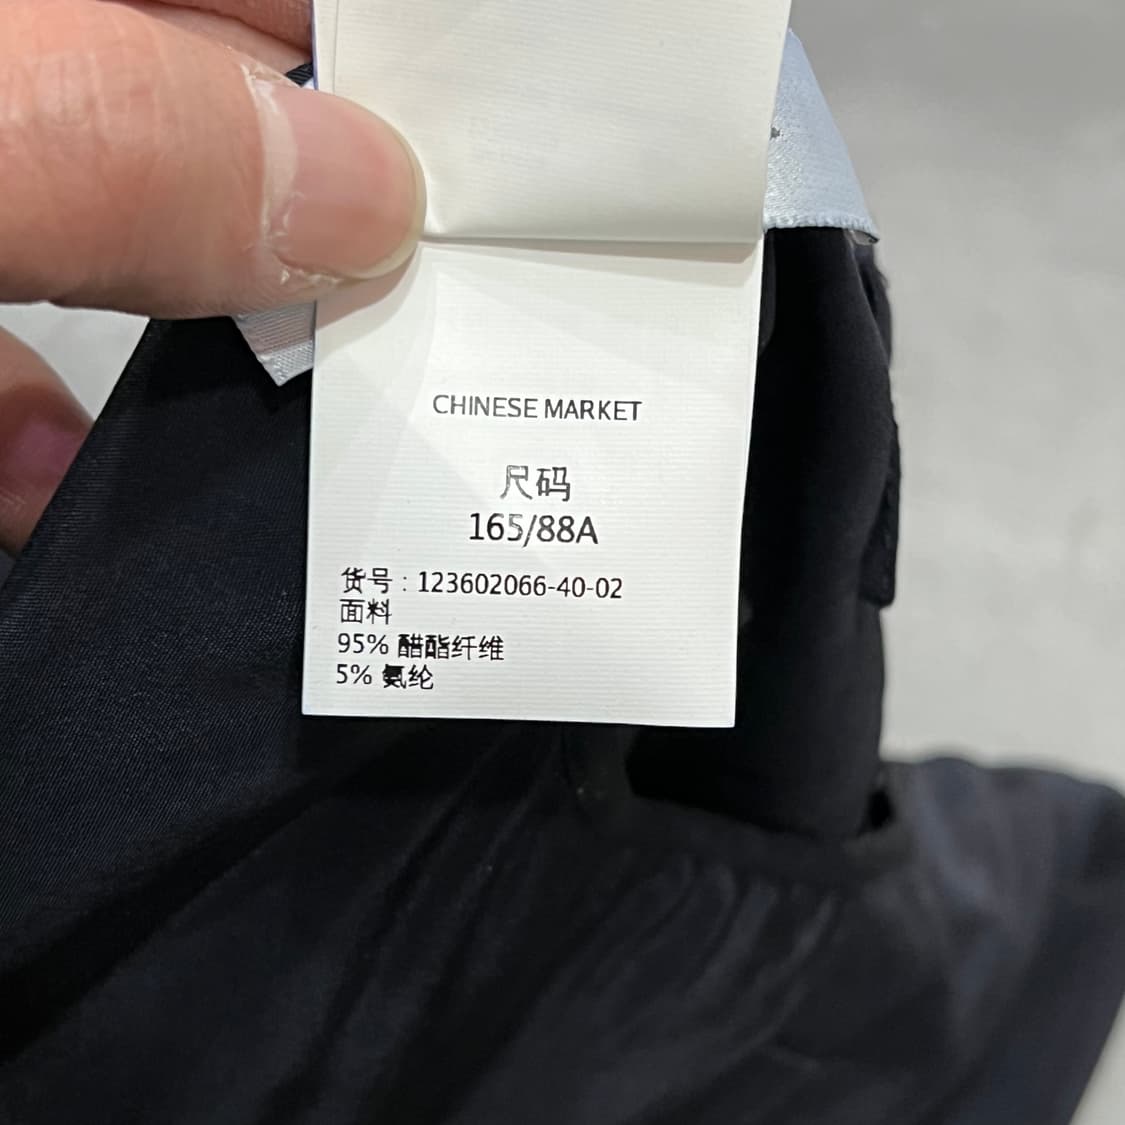 CHINESE MARKET
尺码
165/88A
货号 : 123602066-40-02
面料
95% 醋酯纤维
5% 氨纶